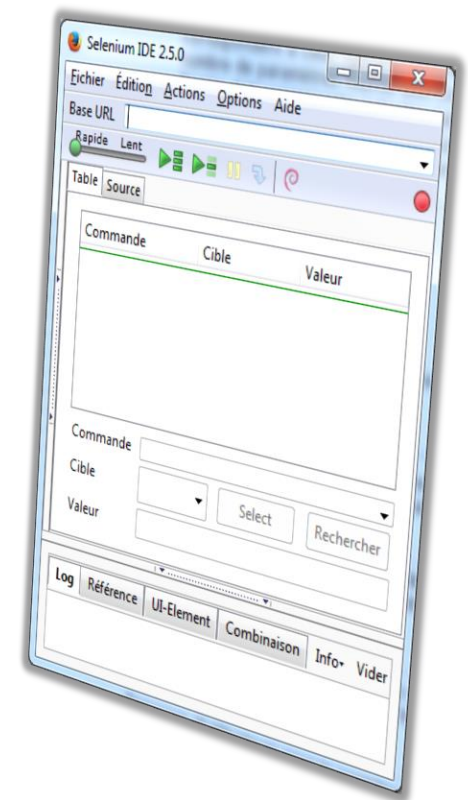 Selenium IDE 2.5.0
Fichier Édition Actions Options Aide
Base URL
Rapide Lent
Table Source
Commande Cible Valeur
Commande
Cible
Select Rechercher
Valeur
Log Référence UI-Element Combinaison Info Vider